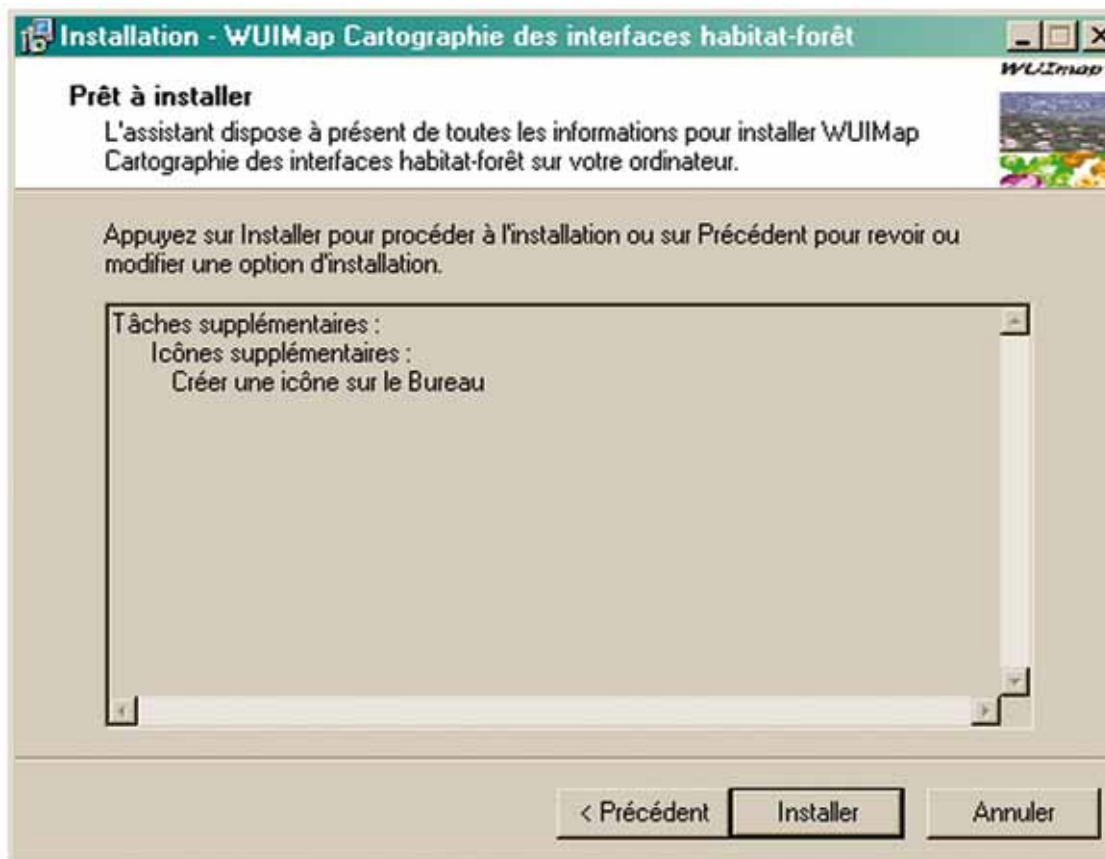 Installation - WUIMap Cartographie des interfaces habitat-forêt
WUImap
Prêt à installer
L'assistant dispose à présent de toutes les informations pour installer WUIMap
Cartographie des interfaces habitat-forêt sur votre ordinateur.
Appuyez sur Installer pour procéder à l'installation ou sur Précédent pour revoir ou
modifier une option d'installation.
Tâches supplémentaires :
Icônes supplémentaires :
Créer une icône sur le Bureau
< Précédent
Installer
Annuler